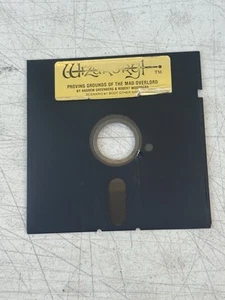 Wizardry
TM
PROVING GROUNDS OF THE MAD OVERLORD
BY ANDREW GREENBERG & ROBERT WOODHEAD